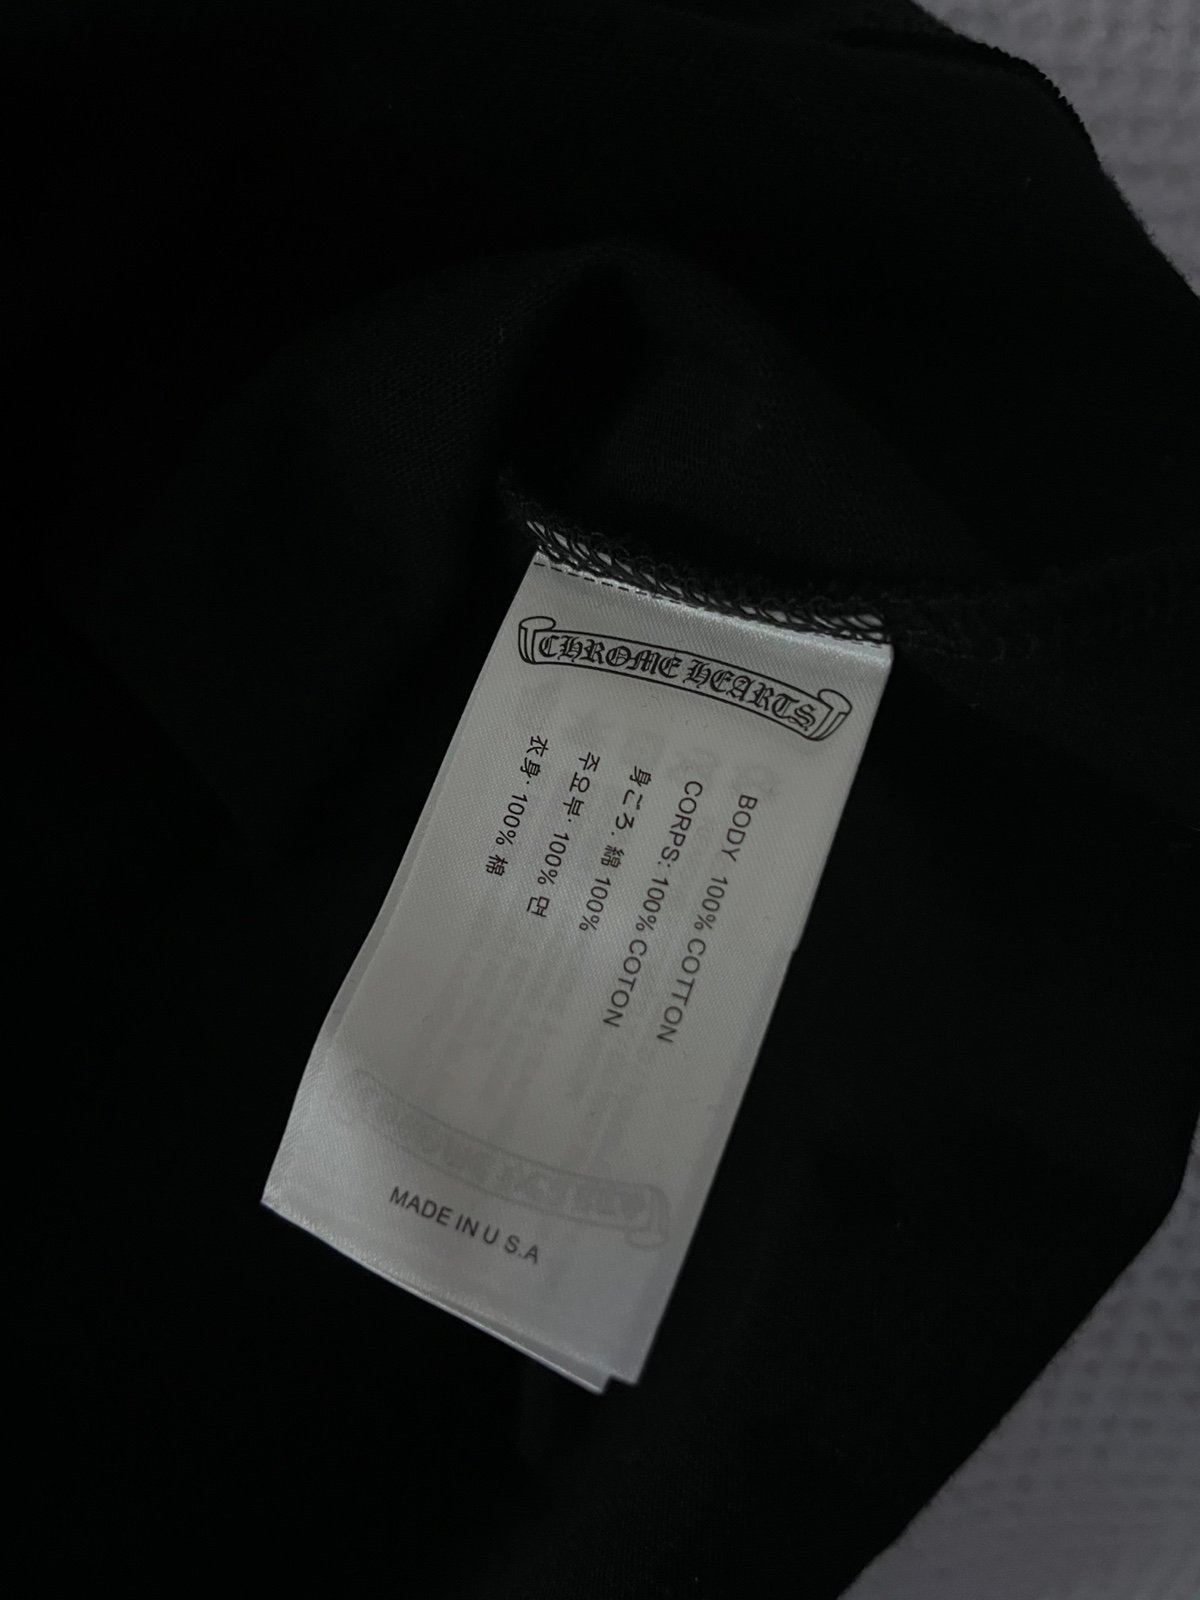 CHROME HEARTS
BODY 100% COTTON
CORPS: 100% COTON
身ごろ. 綿 100%
주요부: 100% 면
衣身: 100% 棉
MADE IN U S.A